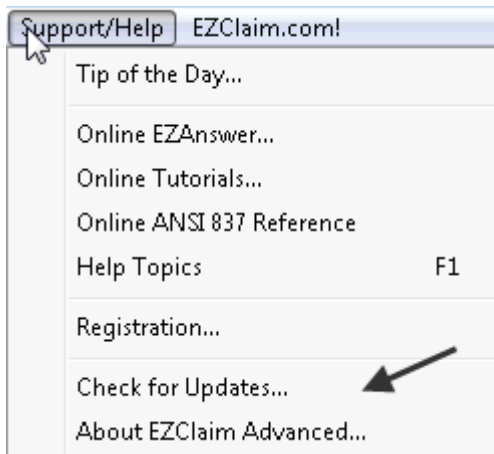 Support/Help EZClaim.com!
Tip of the Day...
Online EZAnswer...
Online Tutorials...
Online ANSI 837 Reference
Help Topics F1
Registration...
Check for Updates...
About EZClaim Advanced...